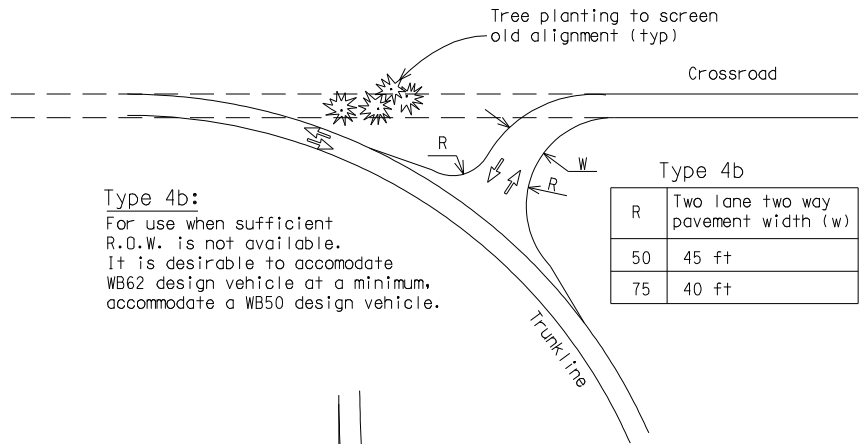 Tree planting to screen
old alignment (typ)
Crossroad
R
W
R
Type 4b:
For use when sufficient
R.O.W. is not available.
It is desirable to accomodate
WB62 design vehicle at a minimum,
accommodate a WB50 design vehicle.
Type 4b
R Two lane two way
pavement width (w)
50 45 ft
75 40 ft
Trunkline